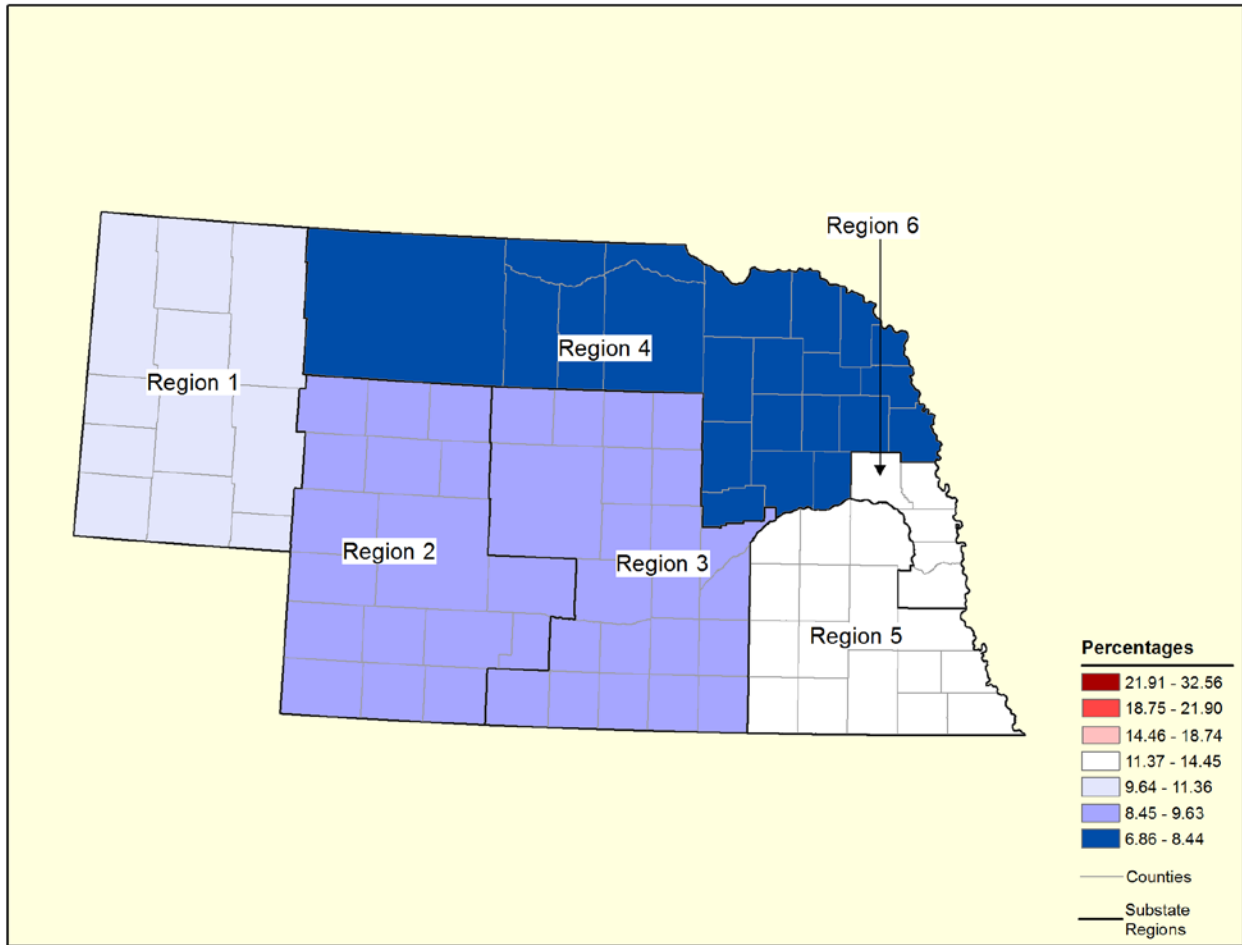 Region 6
Region 4
Region 1
Region 2
Region 3
Region 5
Percentages
21.91 - 32.56
18.75 - 21.90
14.46 - 18.74
11.37 - 14.45
9.64 - 11.36
8.45 - 9.63
6.86 - 8.44
Counties
Substate
Regions